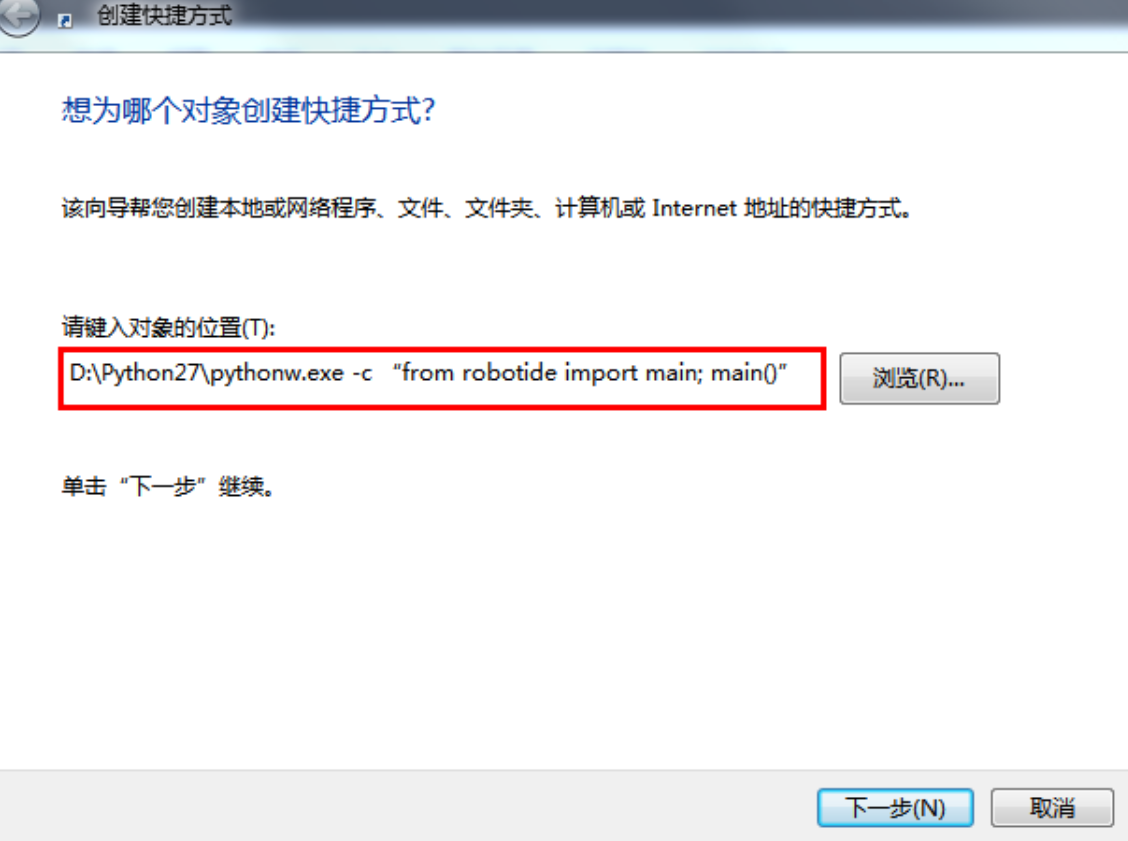 创建快捷方式
想为哪个对象创建快捷方式?
该向导帮您创建本地或网络程序、文件、文件夹、计算机或 Internet 地址的快捷方式。
请键入对象的位置(T):
D:\Python27\pythonw.exe -c “from robotide import main; main()”
浏览(R)...
单击“下一步”继续。
下一步(N)
取消